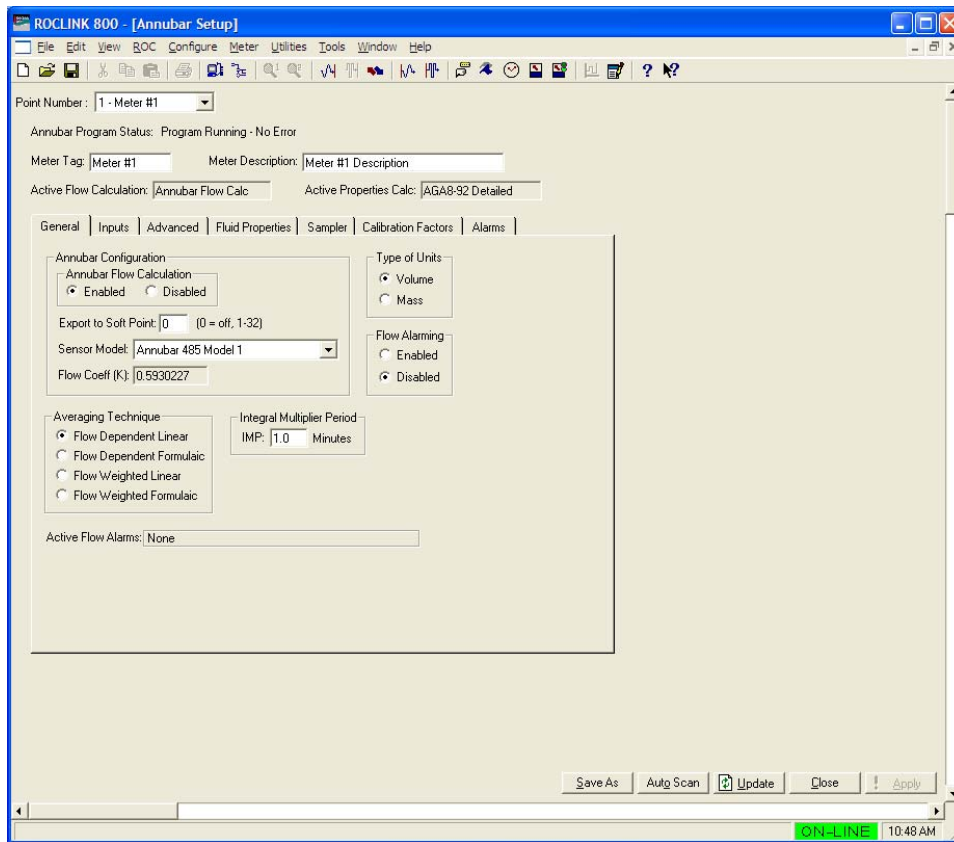 ROCLINK 800 - [Annubar Setup]
File Edit View ROC Configure Meter Utilities Tools Window Help
Point Number : 1 - Meter #1
Annubar Program Status: Program Running - No Error
Meter Tag: Meter #1 Meter Description: Meter #1 Description
Active Flow Calculation: Annubar Flow Calc Active Properties Calc: AGA8-92 Detailed
General Inputs Advanced Fluid Properties Sampler Calibration Factors Alarms
Annubar Configuration
Annubar Flow Calculation
Enabled Disabled
Export to Soft Point: 0 (0 = off, 1-32)
Sensor Model: Annubar 485 Model 1
Flow Coeff (K): 0.5930227
Type of Units
Volume
Mass
Flow Alarming
Enabled
Disabled
Averaging Technique
Flow Dependent Linear
Flow Dependent Formulaic
Flow Weighted Linear
Flow Weighted Formulaic
Integral Multiplier Period
IMP: 1.0 Minutes
Active Flow Alarms: None
Save As Auto Scan Update Close ! Apply
ON-LINE 10:48 AM